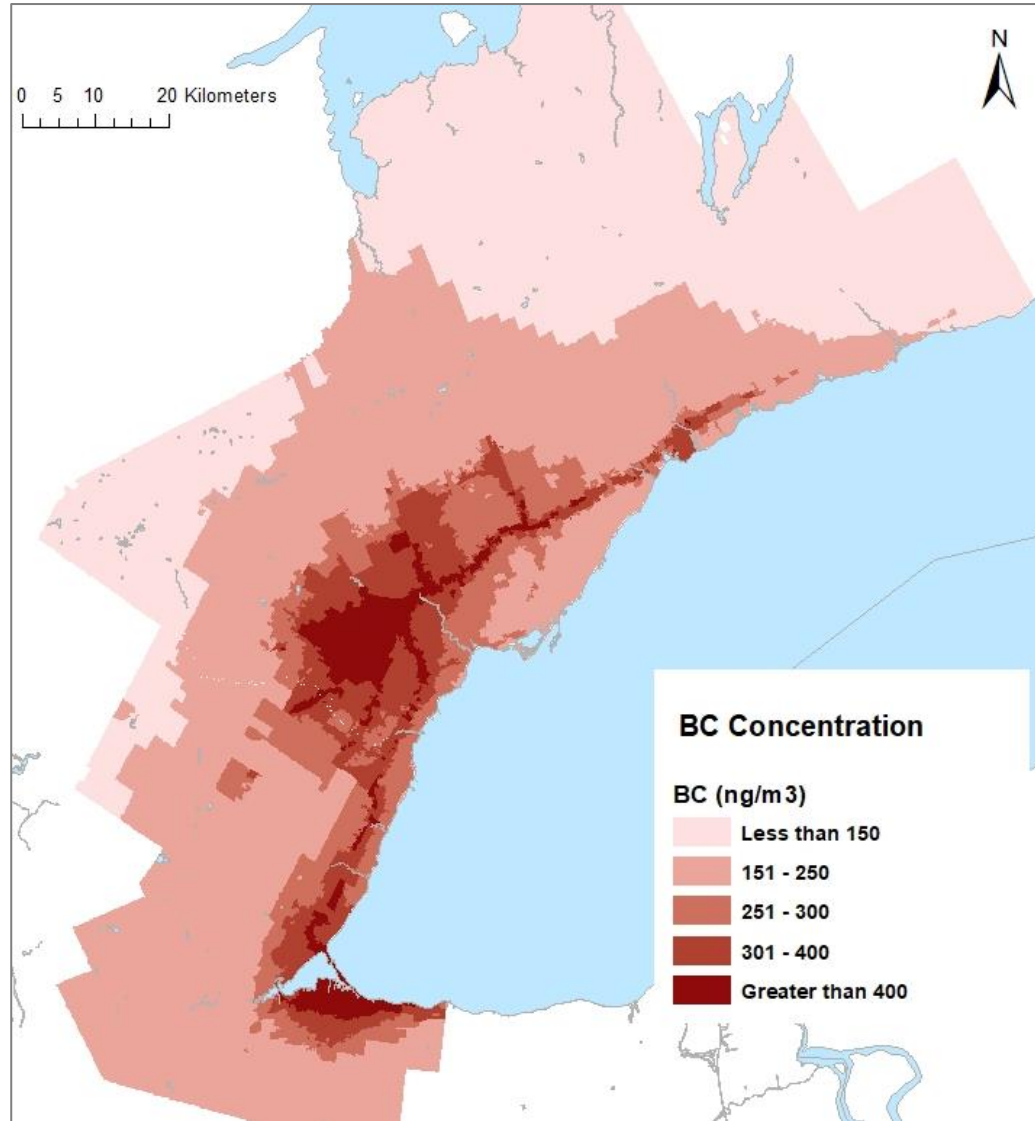 N
0 5 10 20 Kilometers
BC Concentration
BC (ng/m3)
Less than 150
151 - 250
251 - 300
301 - 400
Greater than 400